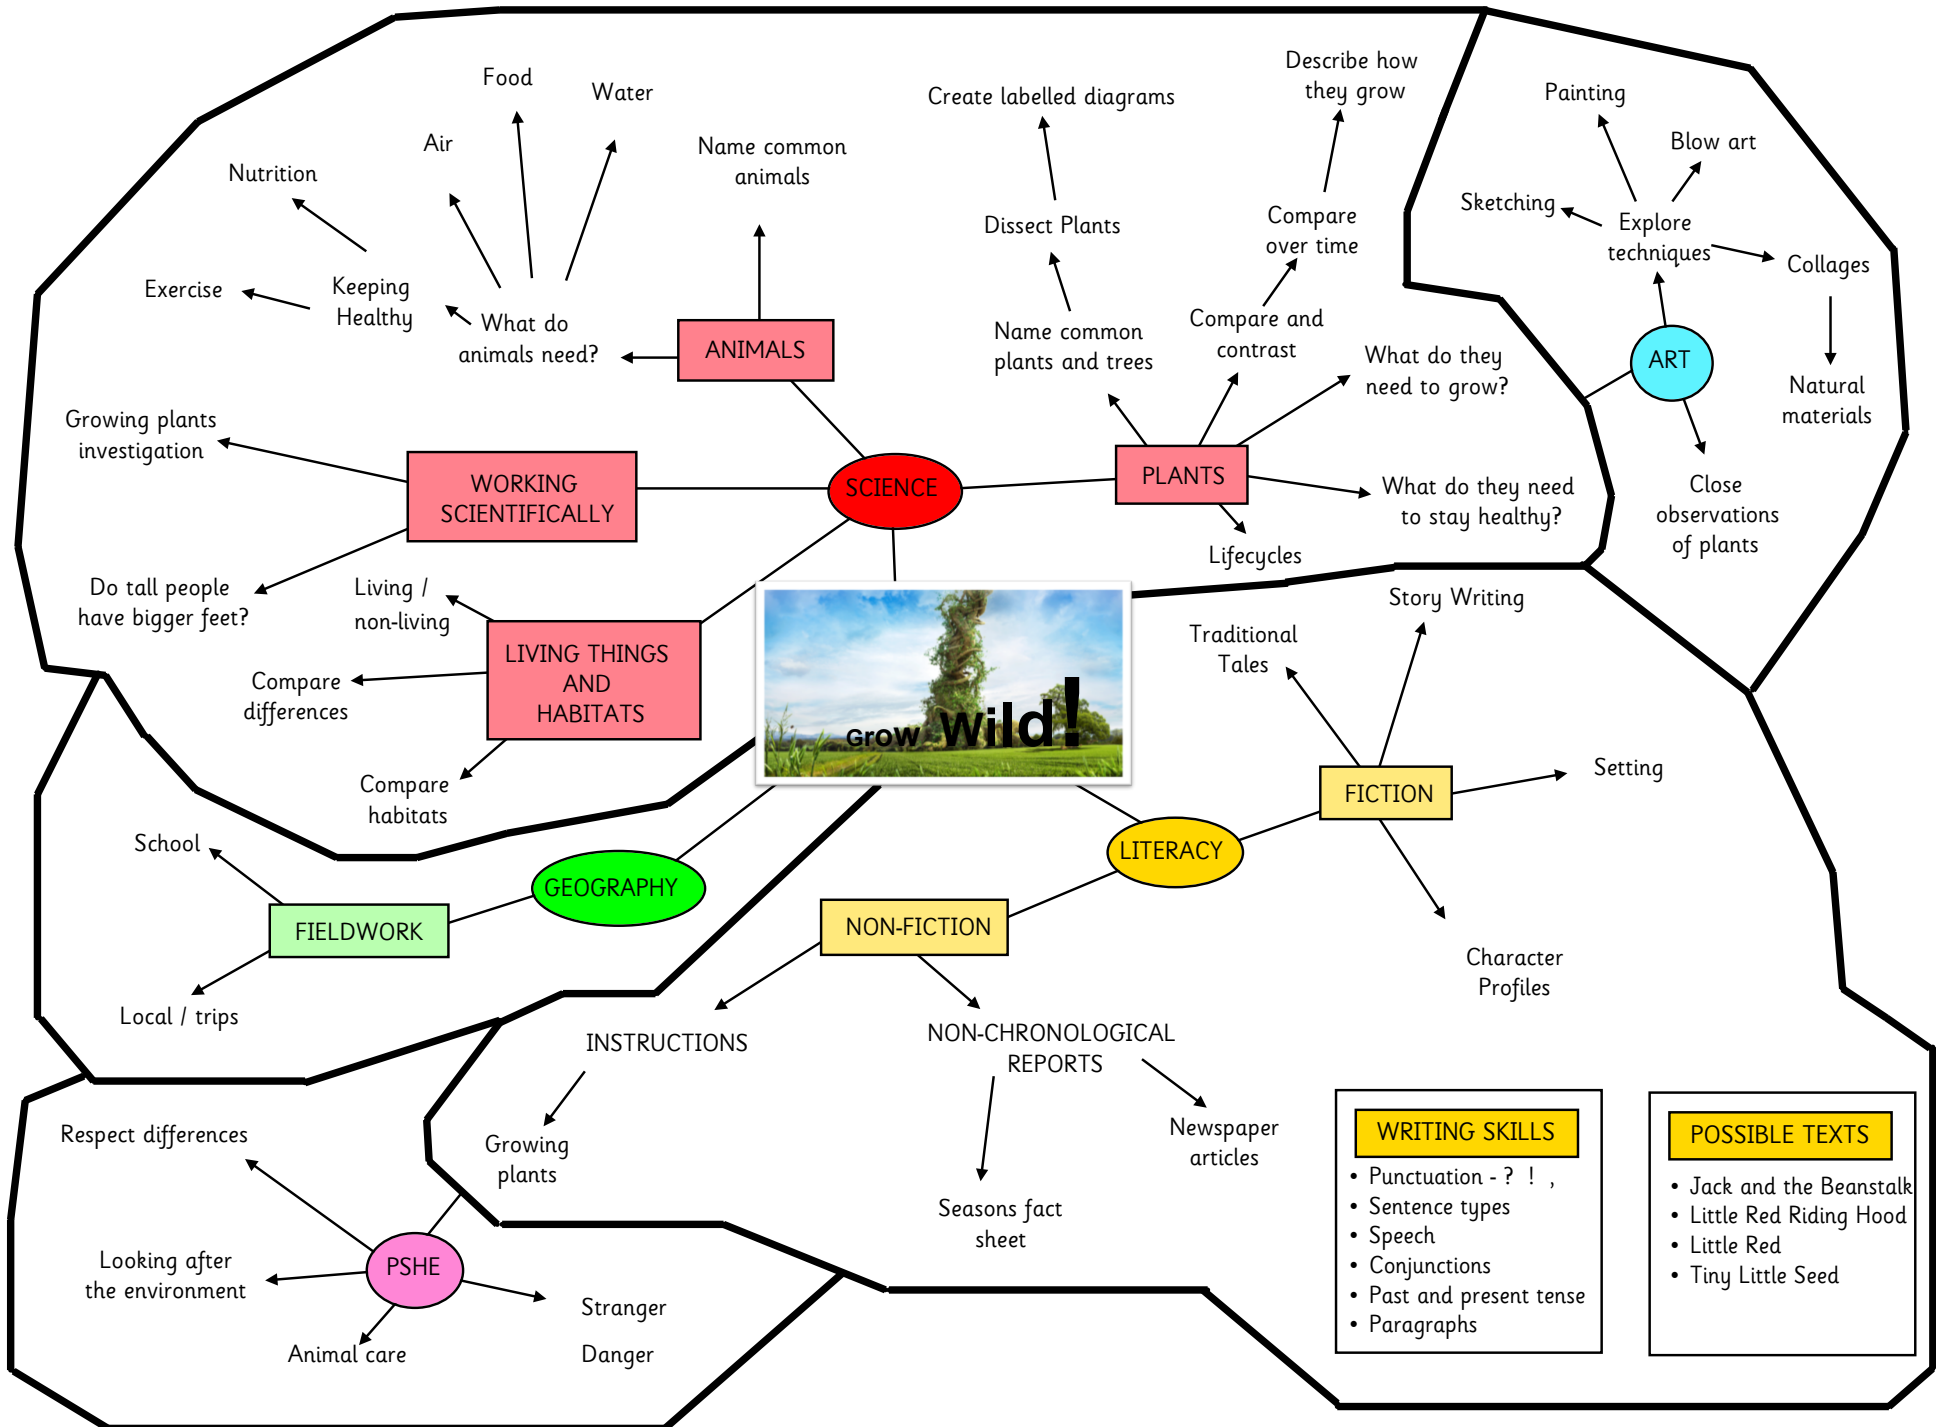 Food
Water
Air
Nutrition
Exercise
Keeping
Healthy
What do
animals need?
Name common
animals
ANIMALS
Create labelled diagrams
Dissect Plants
Name common
plants and trees
Describe how
they grow
Compare
over time
Compare and
contrast
What do they
need to grow?
What do they need
to stay healthy?
Lifecycles
PLANTS
SCIENCE
Growing plants
investigation
WORKING
SCIENTIFICALLY
Do tall people
have bigger feet?
Living /
non-living
LIVING THINGS
AND
HABITATS
Compare
differences
Compare
habitats
Painting
Blow art
Sketching
Explore
techniques
Collages
Natural
materials
ART
Close
observations
of plants
Grow wild!
School
GEOGRAPHY
FIELDWORK
Local / trips
Story Writing
Traditional
Tales
Setting
FICTION
LITERACY
Character
Profiles
NON-FICTION
INSTRUCTIONS
Growing
plants
NON-CHRONOLOGICAL
REPORTS
Newspaper
articles
Seasons fact
sheet
Respect differences
Looking after
the environment
PSHE
Animal care
Stranger
Danger
WRITING SKILLS
• Punctuation - ? ! ,
• Sentence types
• Speech
• Conjunctions
• Past and present tense
• Paragraphs
POSSIBLE TEXTS
• Jack and the Beanstalk
• Little Red Riding Hood
• Little Red
• Tiny Little Seed